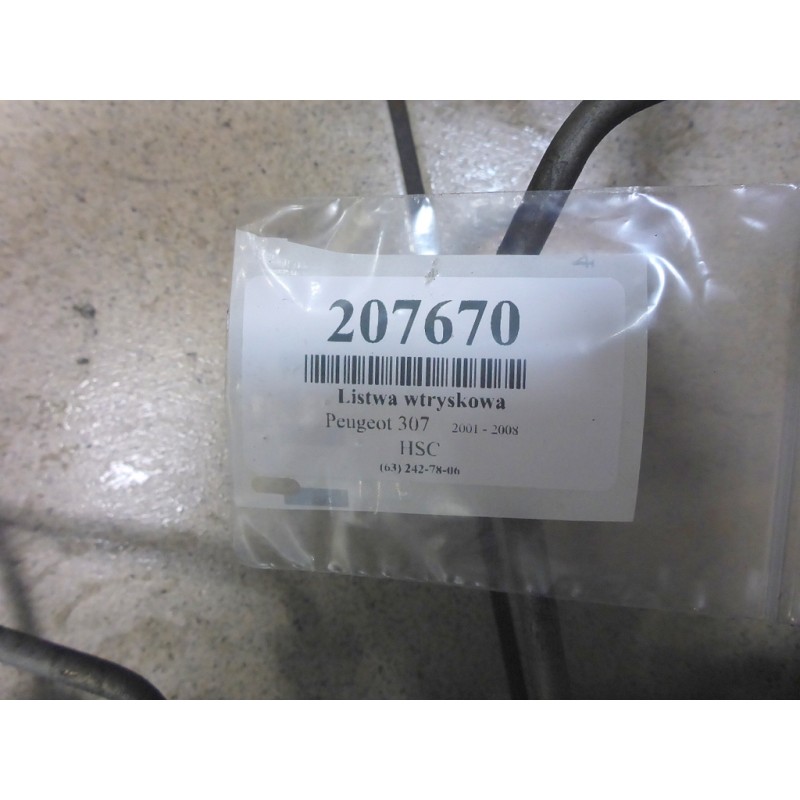 207670
Listwa wtryskowa
Peugeot 307 2001 - 2008
HSC
(63) 242-78-06